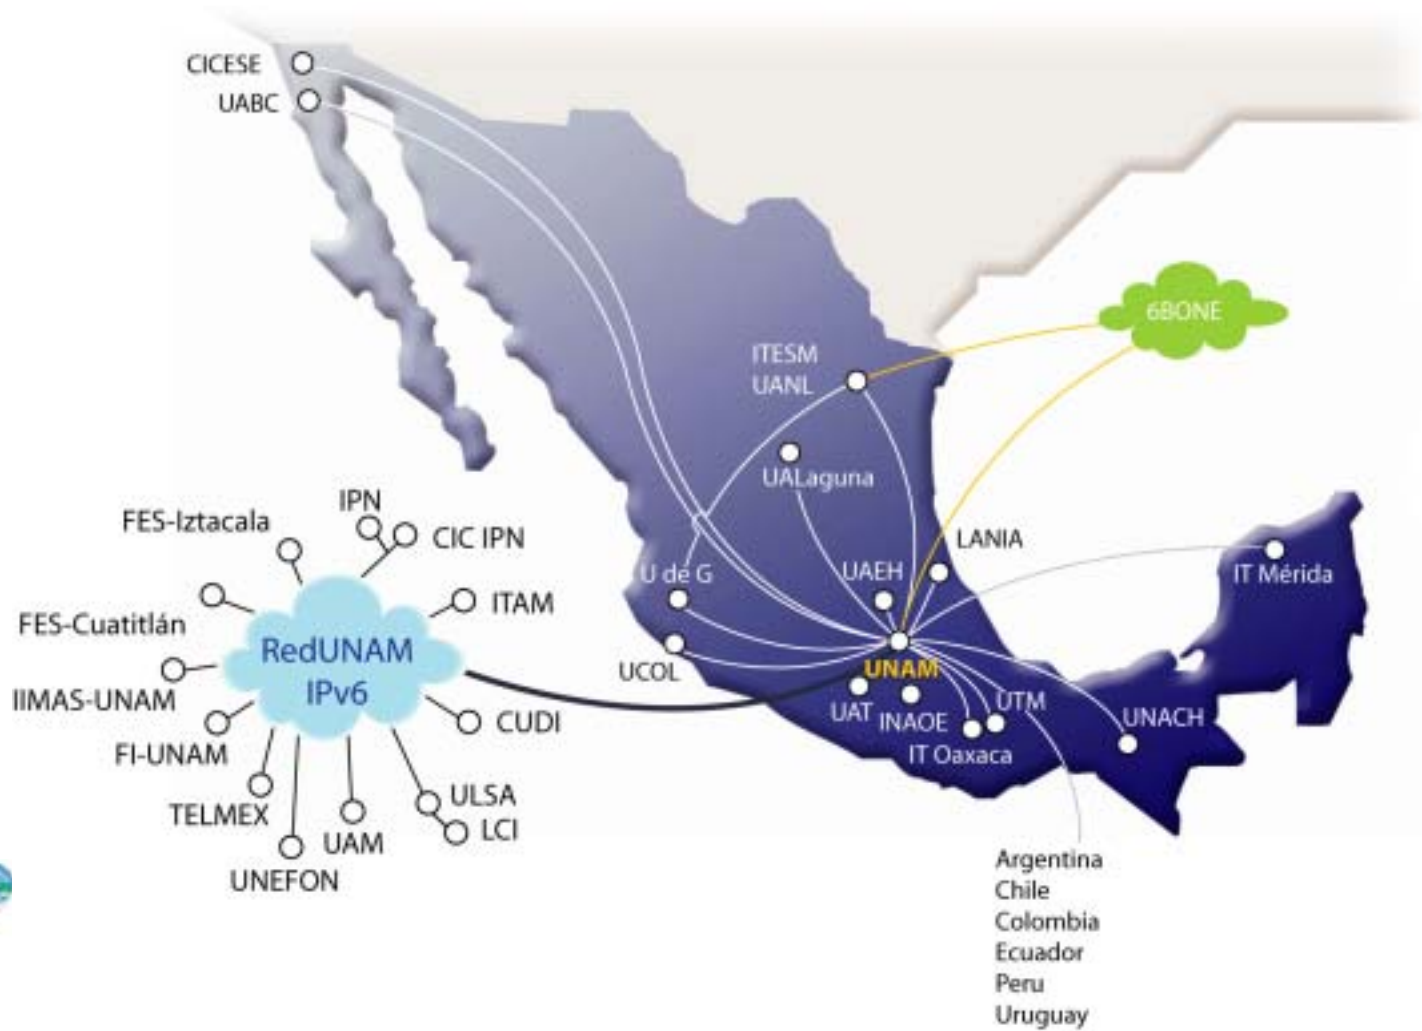 CICESE
UABC
6BONE
ITESM
UANL
UALaguna
IPN
FES-Iztacala
CIC IPN
LANIA
U de G
UAEH
IT Mérida
ITAM
FES-Cuatitlán
RedUNAM
IPv6
UCOL
UNAM
IIMAS-UNAM
UAT
INAOE
UTM
UNACH
CUDI
FI-UNAM
IT Oaxaca
ULSA
TELMEX
LCI
UAM
UNEFON
Argentina
Chile
Colombia
Ecuador
Peru
Uruguay